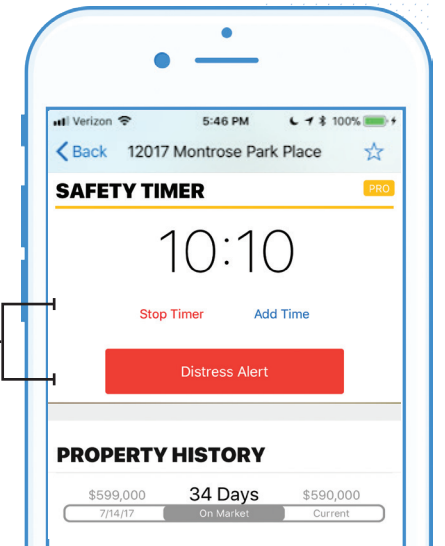 Verizon 5:46 PM 100%
Back 12017 Montrose Park Place
SAFETY TIMER PRO
10:10
Stop Timer Add Time
Distress Alert
PROPERTY HISTORY
$599,000 34 Days $590,000
7/14/17 On Market Current